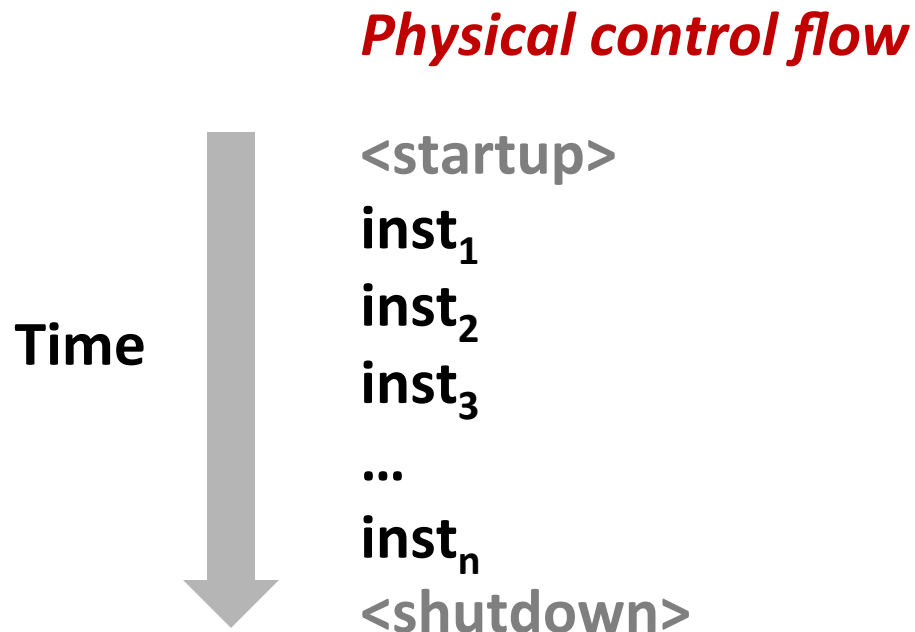 Physical control flow
<startup>
inst₁
inst₂
Time
inst₃
…
instₙ
<shutdown>